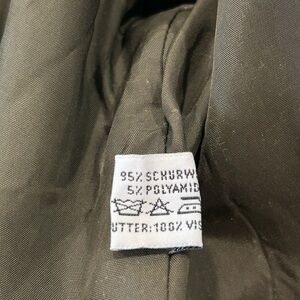 95% SCHURW
5% POLYAMID
UTTER:100% VIS